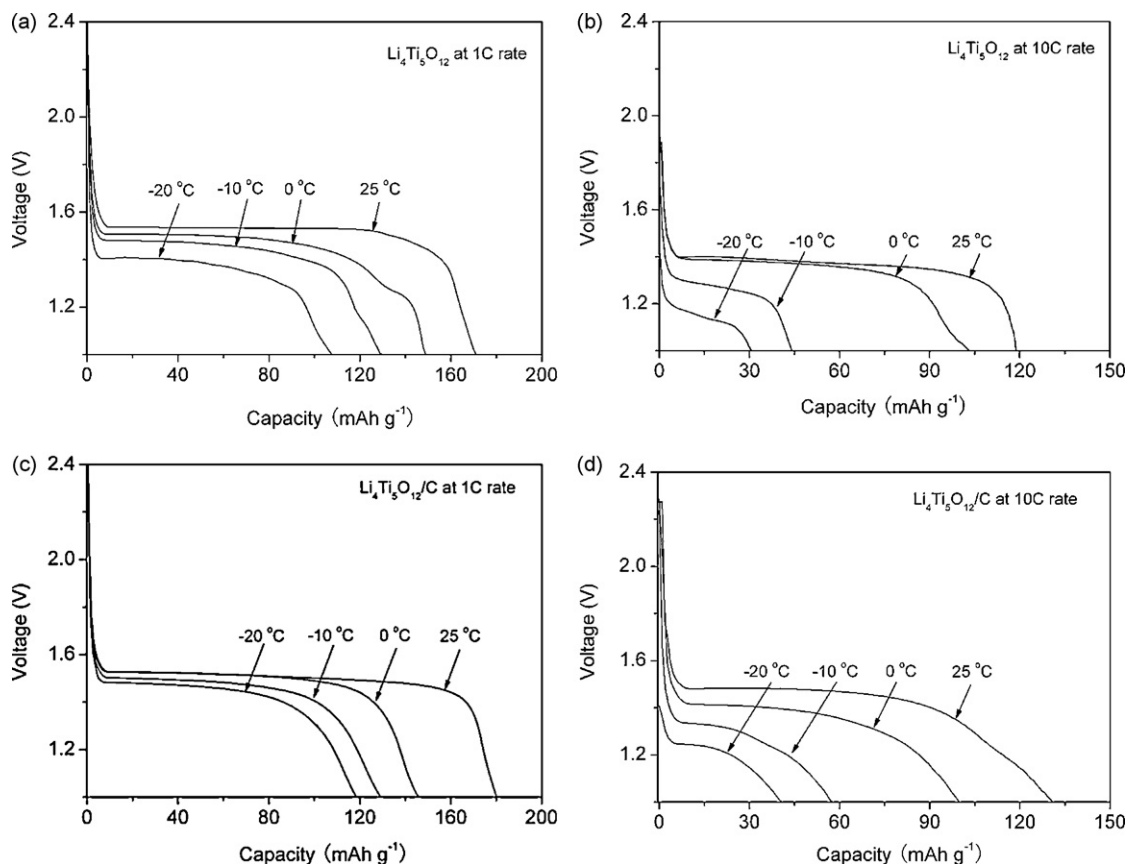 (a)
2.4
2.0
1.6
1.2
Voltage (V)
Li₄Ti₅O₁₂ at 1C rate
-20 °C
-10 °C
0 °C
25 °C
0
40
80
120
160
200
Capacity (mAh g⁻¹)
(b)
2.4
2.0
1.6
1.2
Voltage (V)
Li₄Ti₅O₁₂ at 10C rate
-20 °C
-10 °C
0 °C
25 °C
0
30
60
90
120
150
Capacity (mAh g⁻¹)
(c)
2.4
2.0
1.6
1.2
Voltage (V)
Li₄Ti₅O₁₂/C at 1C rate
-20 °C
-10 °C
0 °C
25 °C
0
40
80
120
160
200
Capacity (mAh g⁻¹)
(d)
2.4
2.0
1.6
1.2
Voltage (V)
Li₄Ti₅O₁₂/C at 10C rate
-20 °C
-10 °C
0 °C
25 °C
0
30
60
90
120
150
Capacity (mAh g⁻¹)